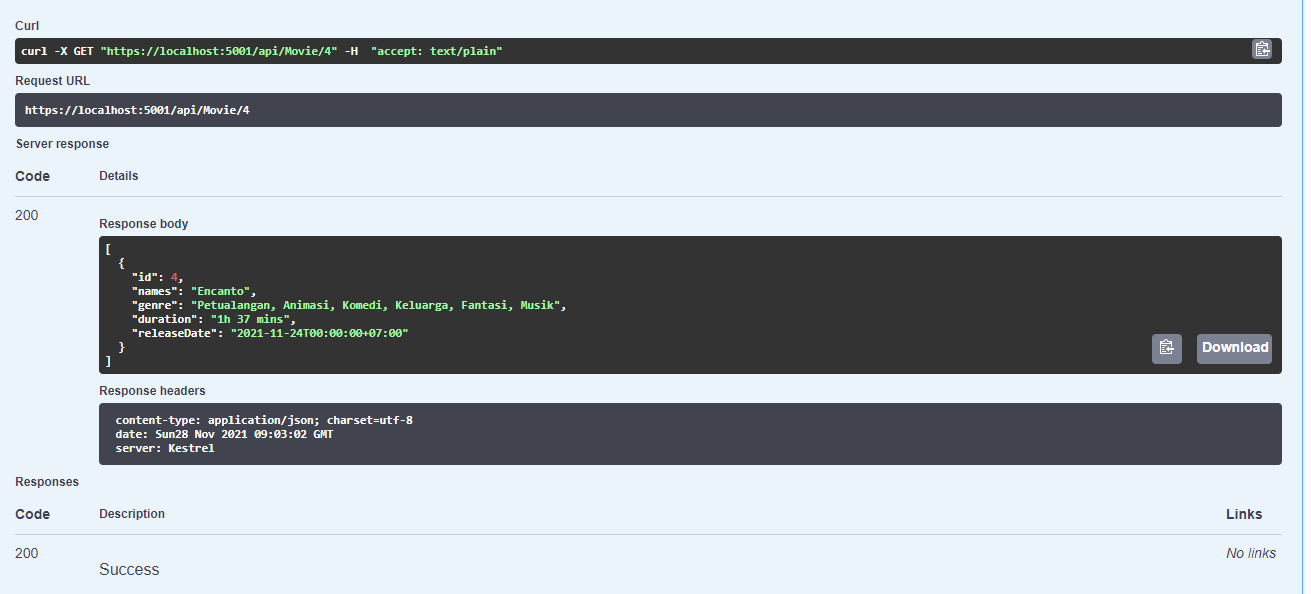 Curl
curl -X GET "https://localhost:5001/api/Movie/4" -H  "accept: text/plain"
Request URL
https://localhost:5001/api/Movie/4
Server response
Code Details
200
Response body
[
  {
    "id": 4,
    "names": "Encanto",
    "genre": "Petualangan, Animasi, Komedi, Keluarga, Fantasi, Musik",
    "duration": "1h 37 mins",
    "releaseDate": "2021-11-24T00:00:00+07:00"
  }
]
Download
Response headers
content-type: application/json; charset=utf-8
date: Sun28 Nov 2021 09:03:02 GMT
server: Kestrel
Responses
Code Description Links
200 No links
Success